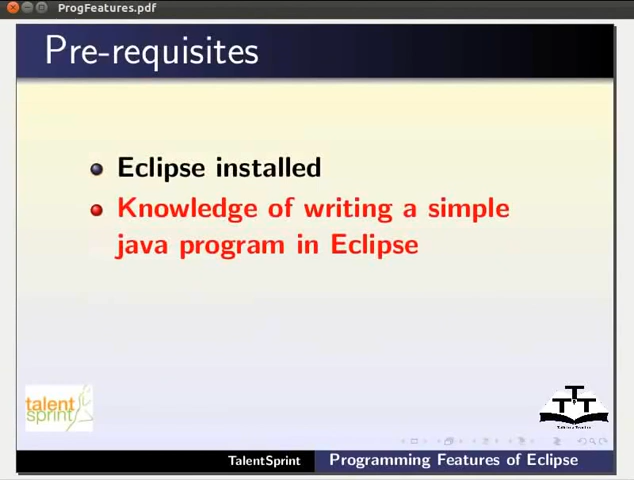 ProgFeatures.pdf
Pre-requisites
Eclipse installed
Knowledge of writing a simple
java program in Eclipse
talent
sprint
TTT
TalentSprint
Programming Features of Eclipse